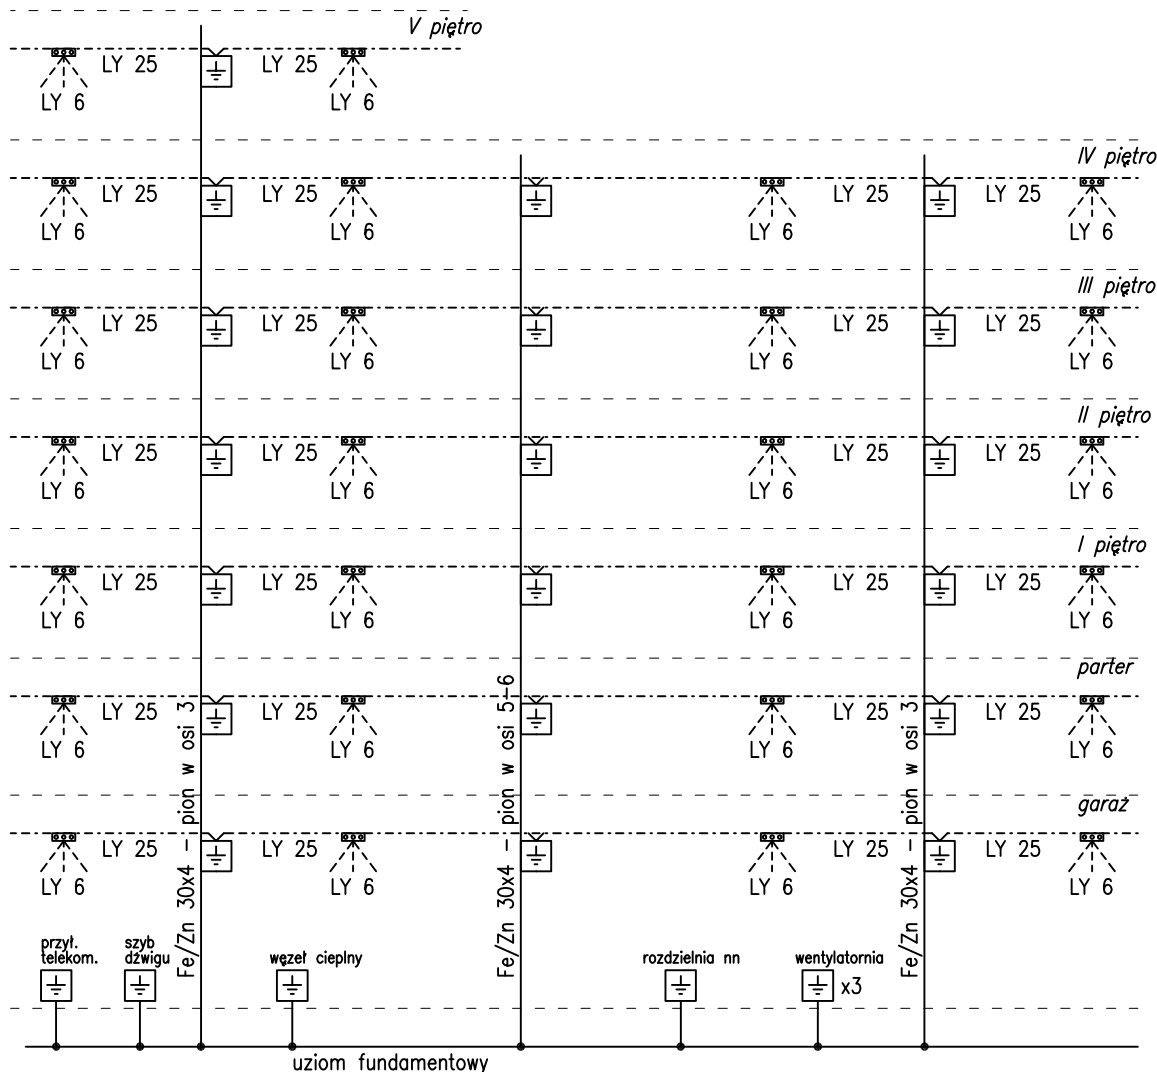 V piętro
LY 25 LY 25
LY 6 LY 6
IV piętro
LY 25 LY 25 LY 25 LY 25
LY 6 LY 6 LY 6 LY 6
III piętro
LY 25 LY 25 LY 25 LY 25
LY 6 LY 6 LY 6 LY 6
II piętro
LY 25 LY 25 LY 25 LY 25
LY 6 LY 6 LY 6 LY 6
I piętro
LY 25 LY 25 LY 25 LY 25
LY 6 LY 6 LY 6 LY 6
parter
LY 25 LY 25 LY 25 LY 25
LY 6 LY 6 LY 6 LY 6
garaż
LY 25 LY 25 LY 25 LY 25
LY 6 LY 6 LY 6 LY 6
Fe/Zn 30x4 - pion w osi 3
Fe/Zn 30x4 - pion w osi 5-6
Fe/Zn 30x4 - pion w osi 3
przył.
telekom.
szyb
dźwigu
węzeł cieplny
rozdzielnia nn
wentylatornia
x3
uziom fundamentowy